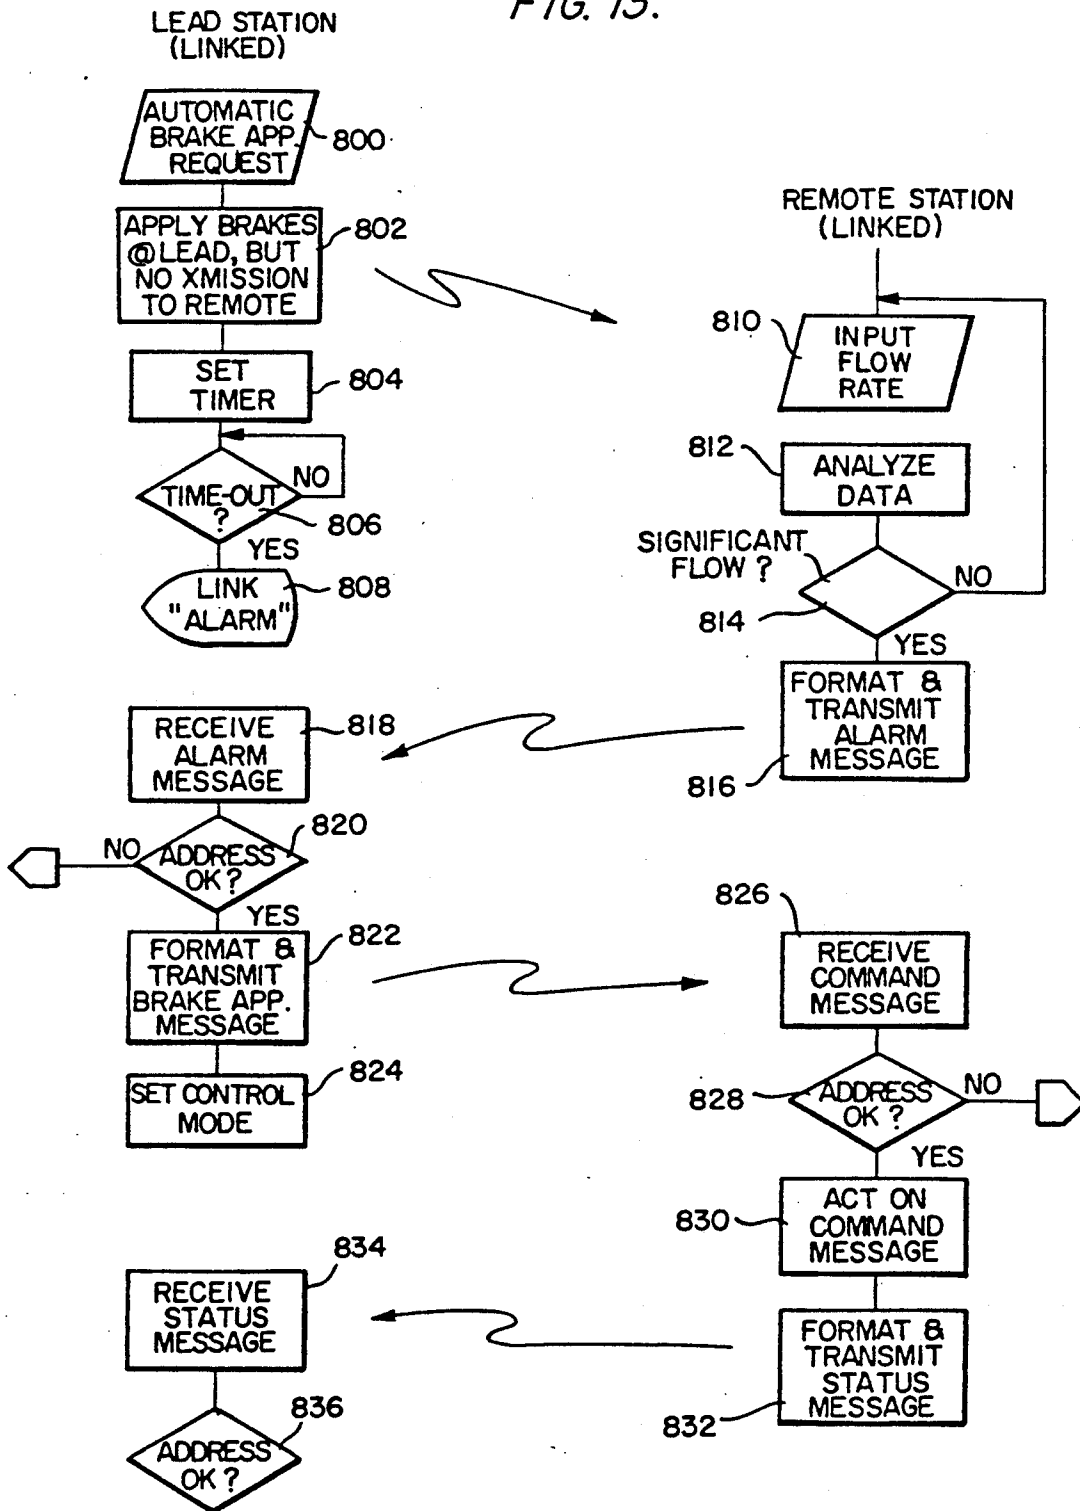 FIG. 13.
LEAD STATION
(LINKED)
AUTOMATIC
BRAKE APP.
REQUEST
800
APPLY BRAKES
@ LEAD, BUT
NO XMISSION
TO REMOTE
802
SET
TIMER
804
NO
TIME-OUT
?
806
YES
LINK
"ALARM"
808
REMOTE STATION
(LINKED)
810
INPUT
FLOW
RATE
812
ANALYZE
DATA
SIGNIFICANT
FLOW ?
NO
814
YES
FORMAT &
TRANSMIT
ALARM
MESSAGE
816
RECEIVE
ALARM
MESSAGE
818
820
NO
ADDRESS
OK ?
YES
FORMAT &
TRANSMIT
BRAKE APP.
MESSAGE
822
SET CONTROL
MODE
824
826
RECEIVE
COMMAND
MESSAGE
828
ADDRESS
OK ?
NO
YES
830
ACT ON
COMMAND
MESSAGE
FORMAT &
TRANSMIT
STATUS
MESSAGE
832
834
RECEIVE
STATUS
MESSAGE
836
ADDRESS
OK ?